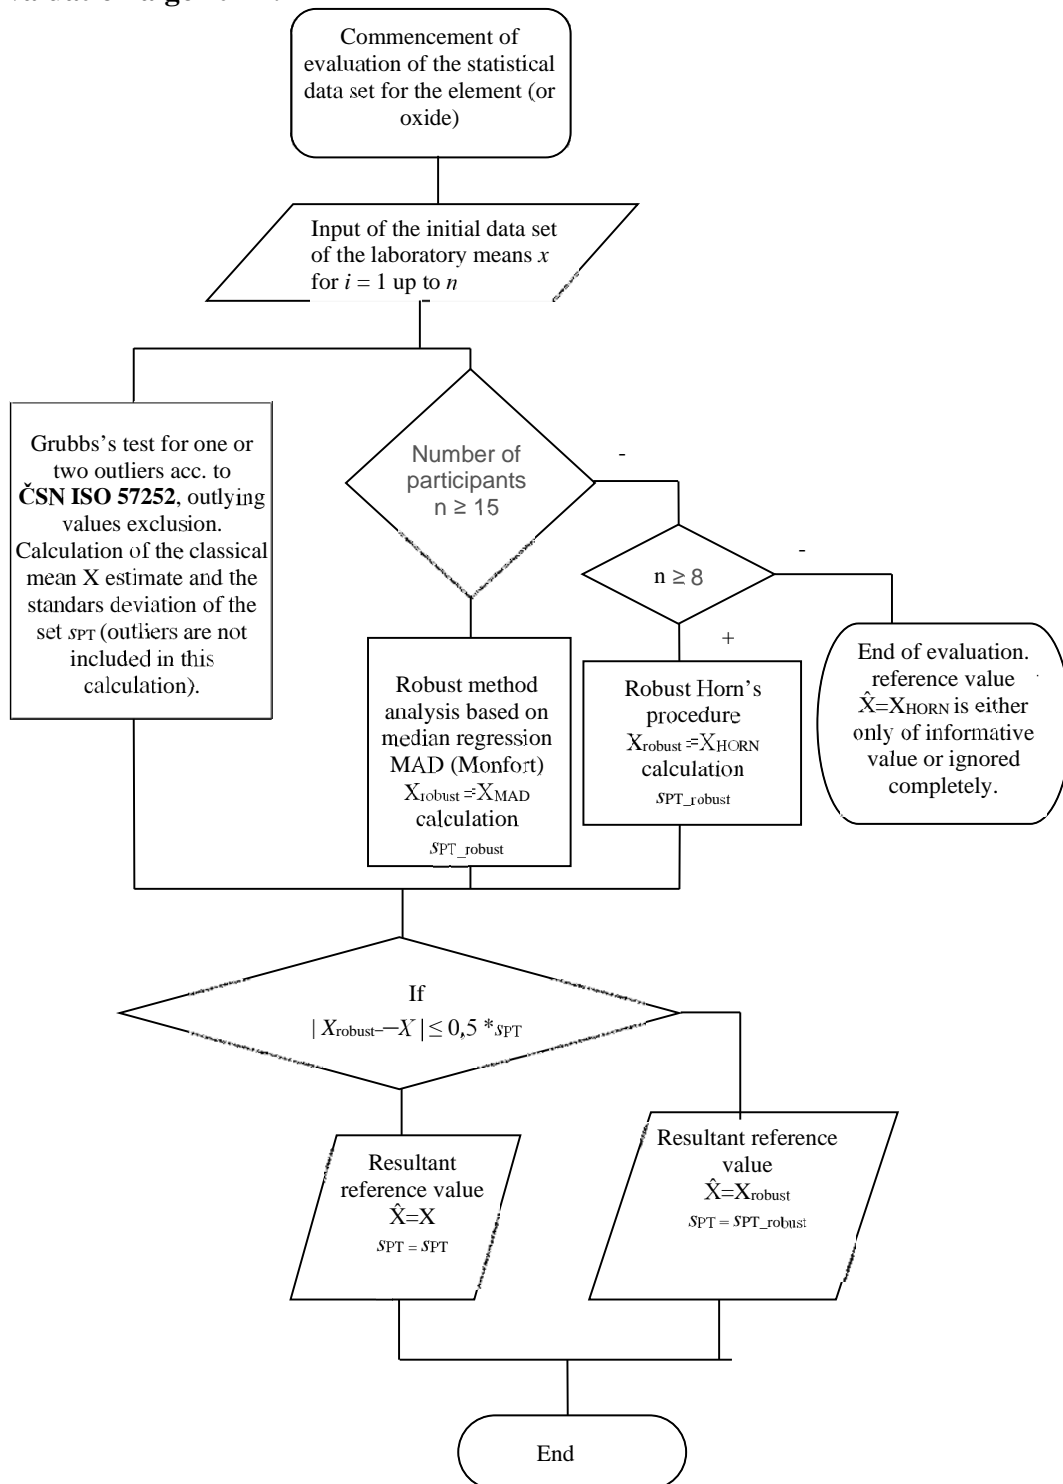 Commencement of
evaluation of the statistical
data set for the element (or
oxide)
Input of the initial data set
of the laboratory means x
for i = 1 up to n
Grubbs's test for one or
two outliers acc. to
ČSN ISO 57252, outlying
values exclusion.
Calculation of the classical
mean X estimate and the
standars deviation of the
set sPT (outliers are not
included in this
calculation).
Number of
participants
n ≥ 15
-
n ≥ 8
-
+
Robust method
analysis based on
median regression
MAD (Monfort)
Xrobust =XMAD
calculation
sPT_robust
Robust Horn's
procedure
Xrobust =XHORN
calculation
sPT_robust
End of evaluation.
reference value
X̂=XHORN is either
only of informative
value or ignored
completely.
If
| Xrobust–X | ≤ 0,5 *sPT
Resultant
reference value
X̂=X
sPT = sPT
Resultant reference
value
X̂=Xrobust
sPT = sPT_robust
End